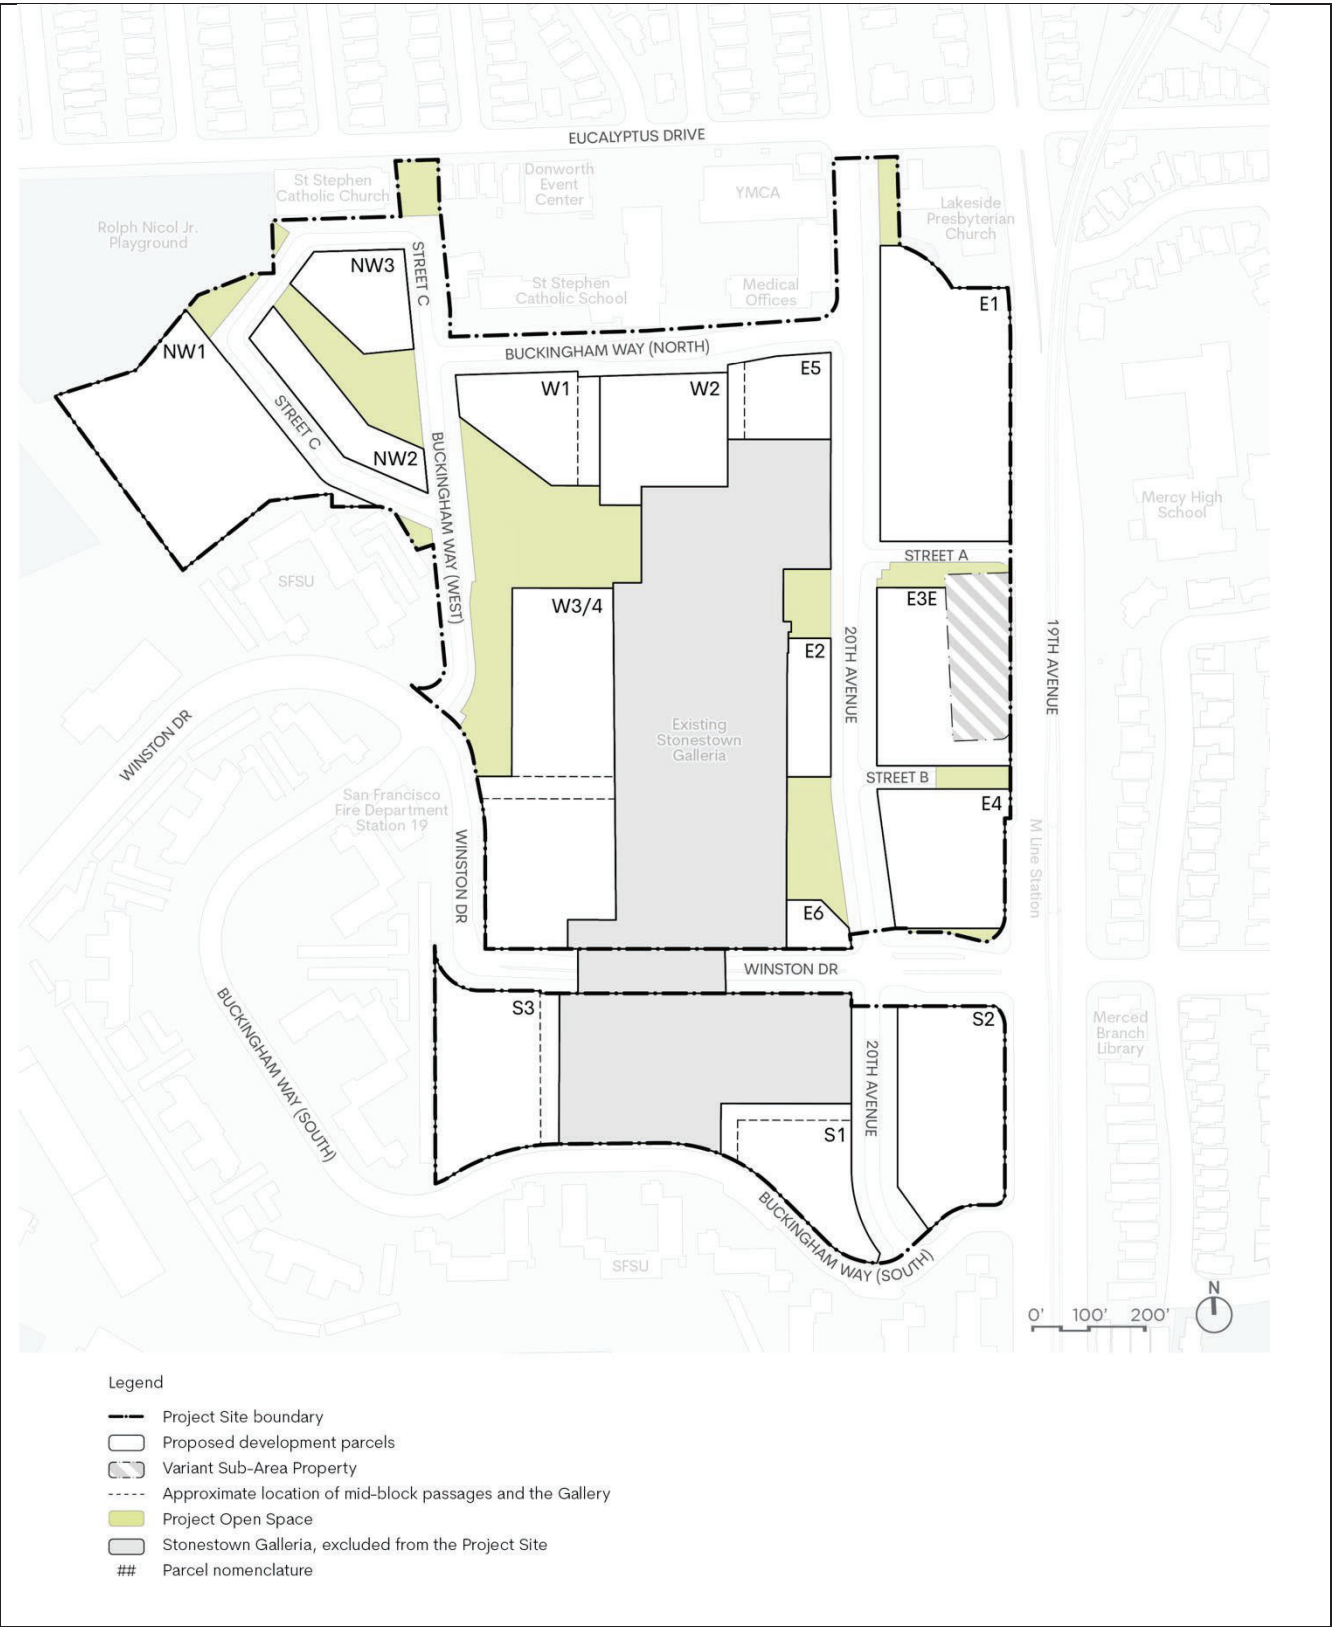 EUCALYPTUS DRIVE
St Stephen
Catholic Church
Donworth
Event
Center
YMCA
Lakeside
Presbyterian
Church
Rolph Nicol Jr.
Playground
NW3
STREET C
St Stephen
Catholic School
Medical
Offices
E1
NW1
BUCKINGHAM WAY (NORTH)
E5
W1
W2
STREET C
NW2
BUCKINGHAM WAY (WEST)
Mercy High
School
STREET A
SFSU
W3/4
E3E
E2
20TH AVENUE
19TH AVENUE
WINSTON DR
Existing
Stonestown
Galleria
STREET B
San Francisco
Fire Department
Station 19
E4
WINSTON DR
M Line Station
E6
WINSTON DR
BUCKINGHAM WAY (SOUTH)
S3
S2
Merced
Branch
Library
20TH AVENUE
S1
BUCKINGHAM WAY (SOUTH)
SFSU
N
0' 100' 200'
Legend
Project Site boundary
Proposed development parcels
Variant Sub-Area Property
Approximate location of mid-block passages and the Gallery
Project Open Space
Stonestown Galleria, excluded from the Project Site
## Parcel nomenclature